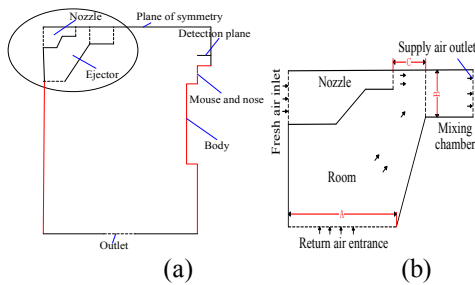 Nozzle
Plane of symmetry
Detection plane
Ejector
Mouse and nose
Body
Outlet
(a)
Supply air outlet
C
Fresh air inlet
Nozzle
B
Mixing
chamber
Room
A
Return air entrance
(b)